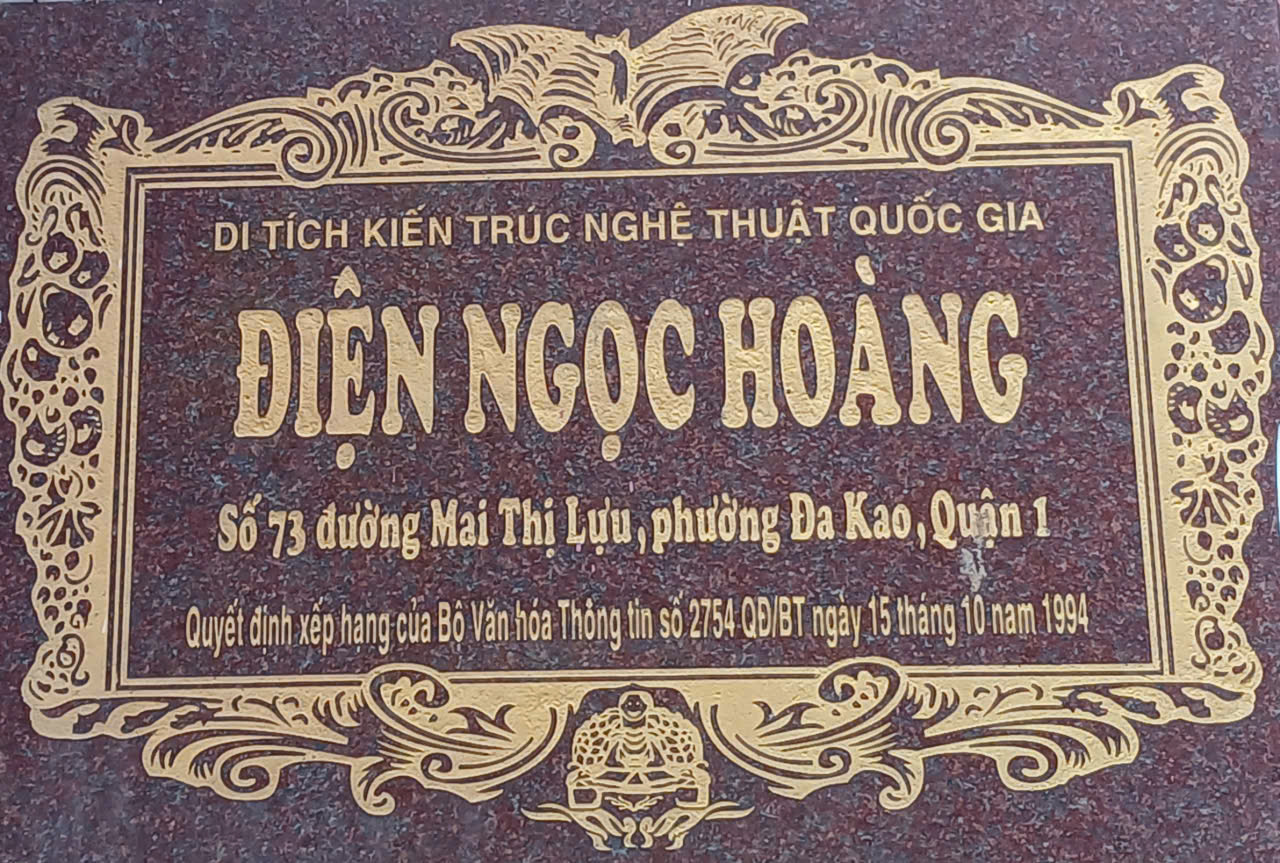 DI TÍCH KIẾN TRÚC NGHỆ THUẬT QUỐC GIA
ĐIỆN NGỌC HOÀNG
Số 73 đường Mai Thị Lựu, phường Đa Kao, Quận 1
Quyết định xếp hạng của Bộ Văn hóa Thông tin số 2754 QĐ/BT ngày 15 tháng 10 nam 1994